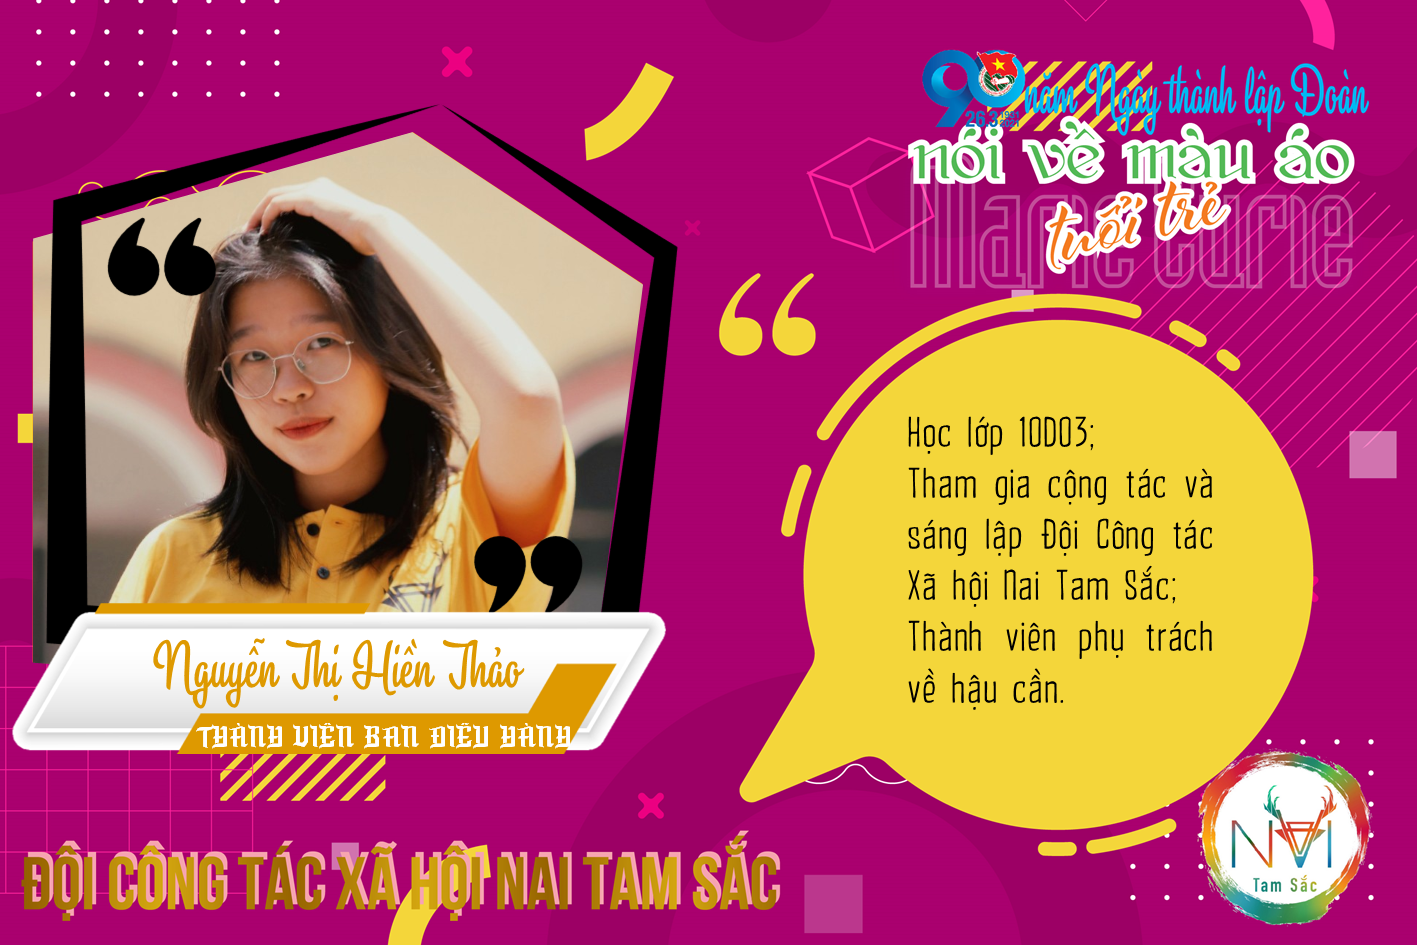 90 năm Ngày thành lập Đoàn
26.3 1931 2021
nói về màu áo
tuổi trẻ
Marie Curie
Học lớp 10D03;
Tham gia cộng tác và
sáng lập Đội Công tác
Xã hội Nai Tam Sắc;
Thành viên phụ trách
về hậu cần.
Nguyễn Thị Hiền Thảo
THÀNH VIÊN BAN ĐIỀU HÀNH
ĐỘI CÔNG TÁC XÃ HỘI NAI TAM SẮC
NAI
Tam Sắc